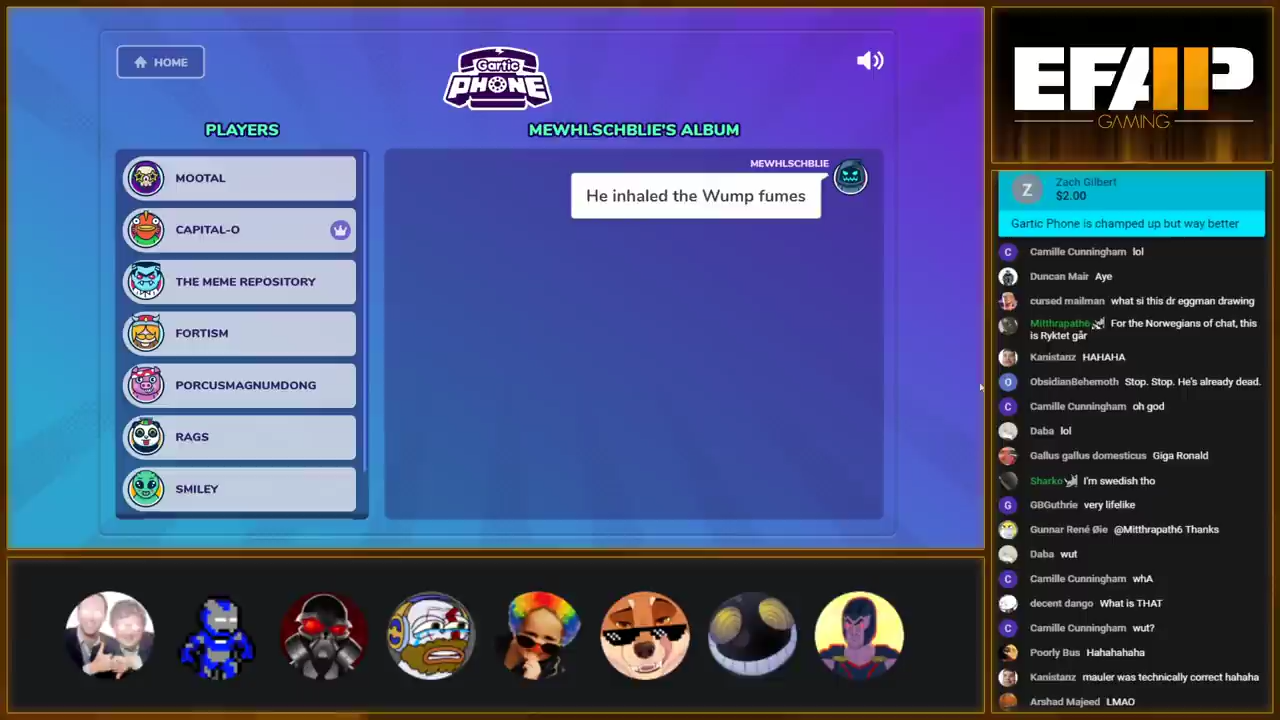 HOME
Gartic
PHONE
PLAYERS
MOOTAL
CAPITAL-O
THE MEME REPOSITORY
FORTISM
PORCUSMAGNUMDONG
RAGS
SMILEY
MEWHLSCHBLIE'S ALBUM
MEWHLSCHBLIE
He inhaled the Wump fumes
EFAP
GAMING
Z Zach Gilbert
$2.00
Gartic Phone is champed up but way better
C Camille Cunningham lol
Duncan Mair Aye
cursed mailman what si this dr eggman drawing
Mitthrapath6 For the Norwegians of chat, this
is Ryktet går
Kanistanz HAHAHA
O ObsidianBehemoth Stop. Stop. He's already dead.
C Camille Cunningham oh god
Daba lol
Gallus gallus domesticus Giga Ronald
Sharko I'm swedish tho
G GBGuthrie very lifelike
Gunnar René Øie @Mitthrapath6 Thanks
Daba wut
C Camille Cunningham whA
decent dango What is THAT
C Camille Cunningham wut?
Poorly Bus Hahahahaha
Kanistanz mauler was technically correct hahaha
Arshad Majeed LMAO